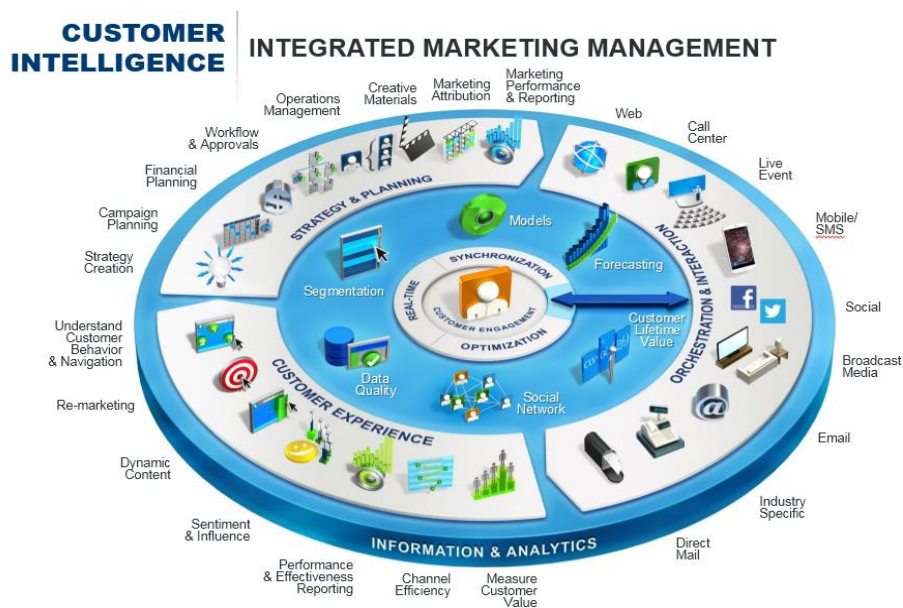 CUSTOMER
INTELLIGENCE
INTEGRATED MARKETING MANAGEMENT
Marketing
Performance
& Reporting
Marketing
Attribution
Creative
Materials
Operations
Management
Workflow
& Approvals
Financial
Planning
Campaign
Planning
Strategy
Creation
Web
Call
Center
Live
Event
Mobile/
SMS
Social
Broadcast
Media
Email
Industry
Specific
Direct
Mail
STRATEGY & PLANNING
ORCHESTRATION & INTERACTION
CUSTOMER EXPERIENCE
Models
Forecasting
Segmentation
Customer
Lifetime
Value
Data
Quality
Social
Network
SYNCHRONIZATION
REAL-TIME
CUSTOMER ENGAGEMENT
OPTIMIZATION
Understand
Customer
Behavior
& Navigation
Re-marketing
Dynamic
Content
Sentiment
& Influence
Performance
& Effectiveness
Reporting
Channel
Efficiency
Measure
Customer
Value
INFORMATION & ANALYTICS